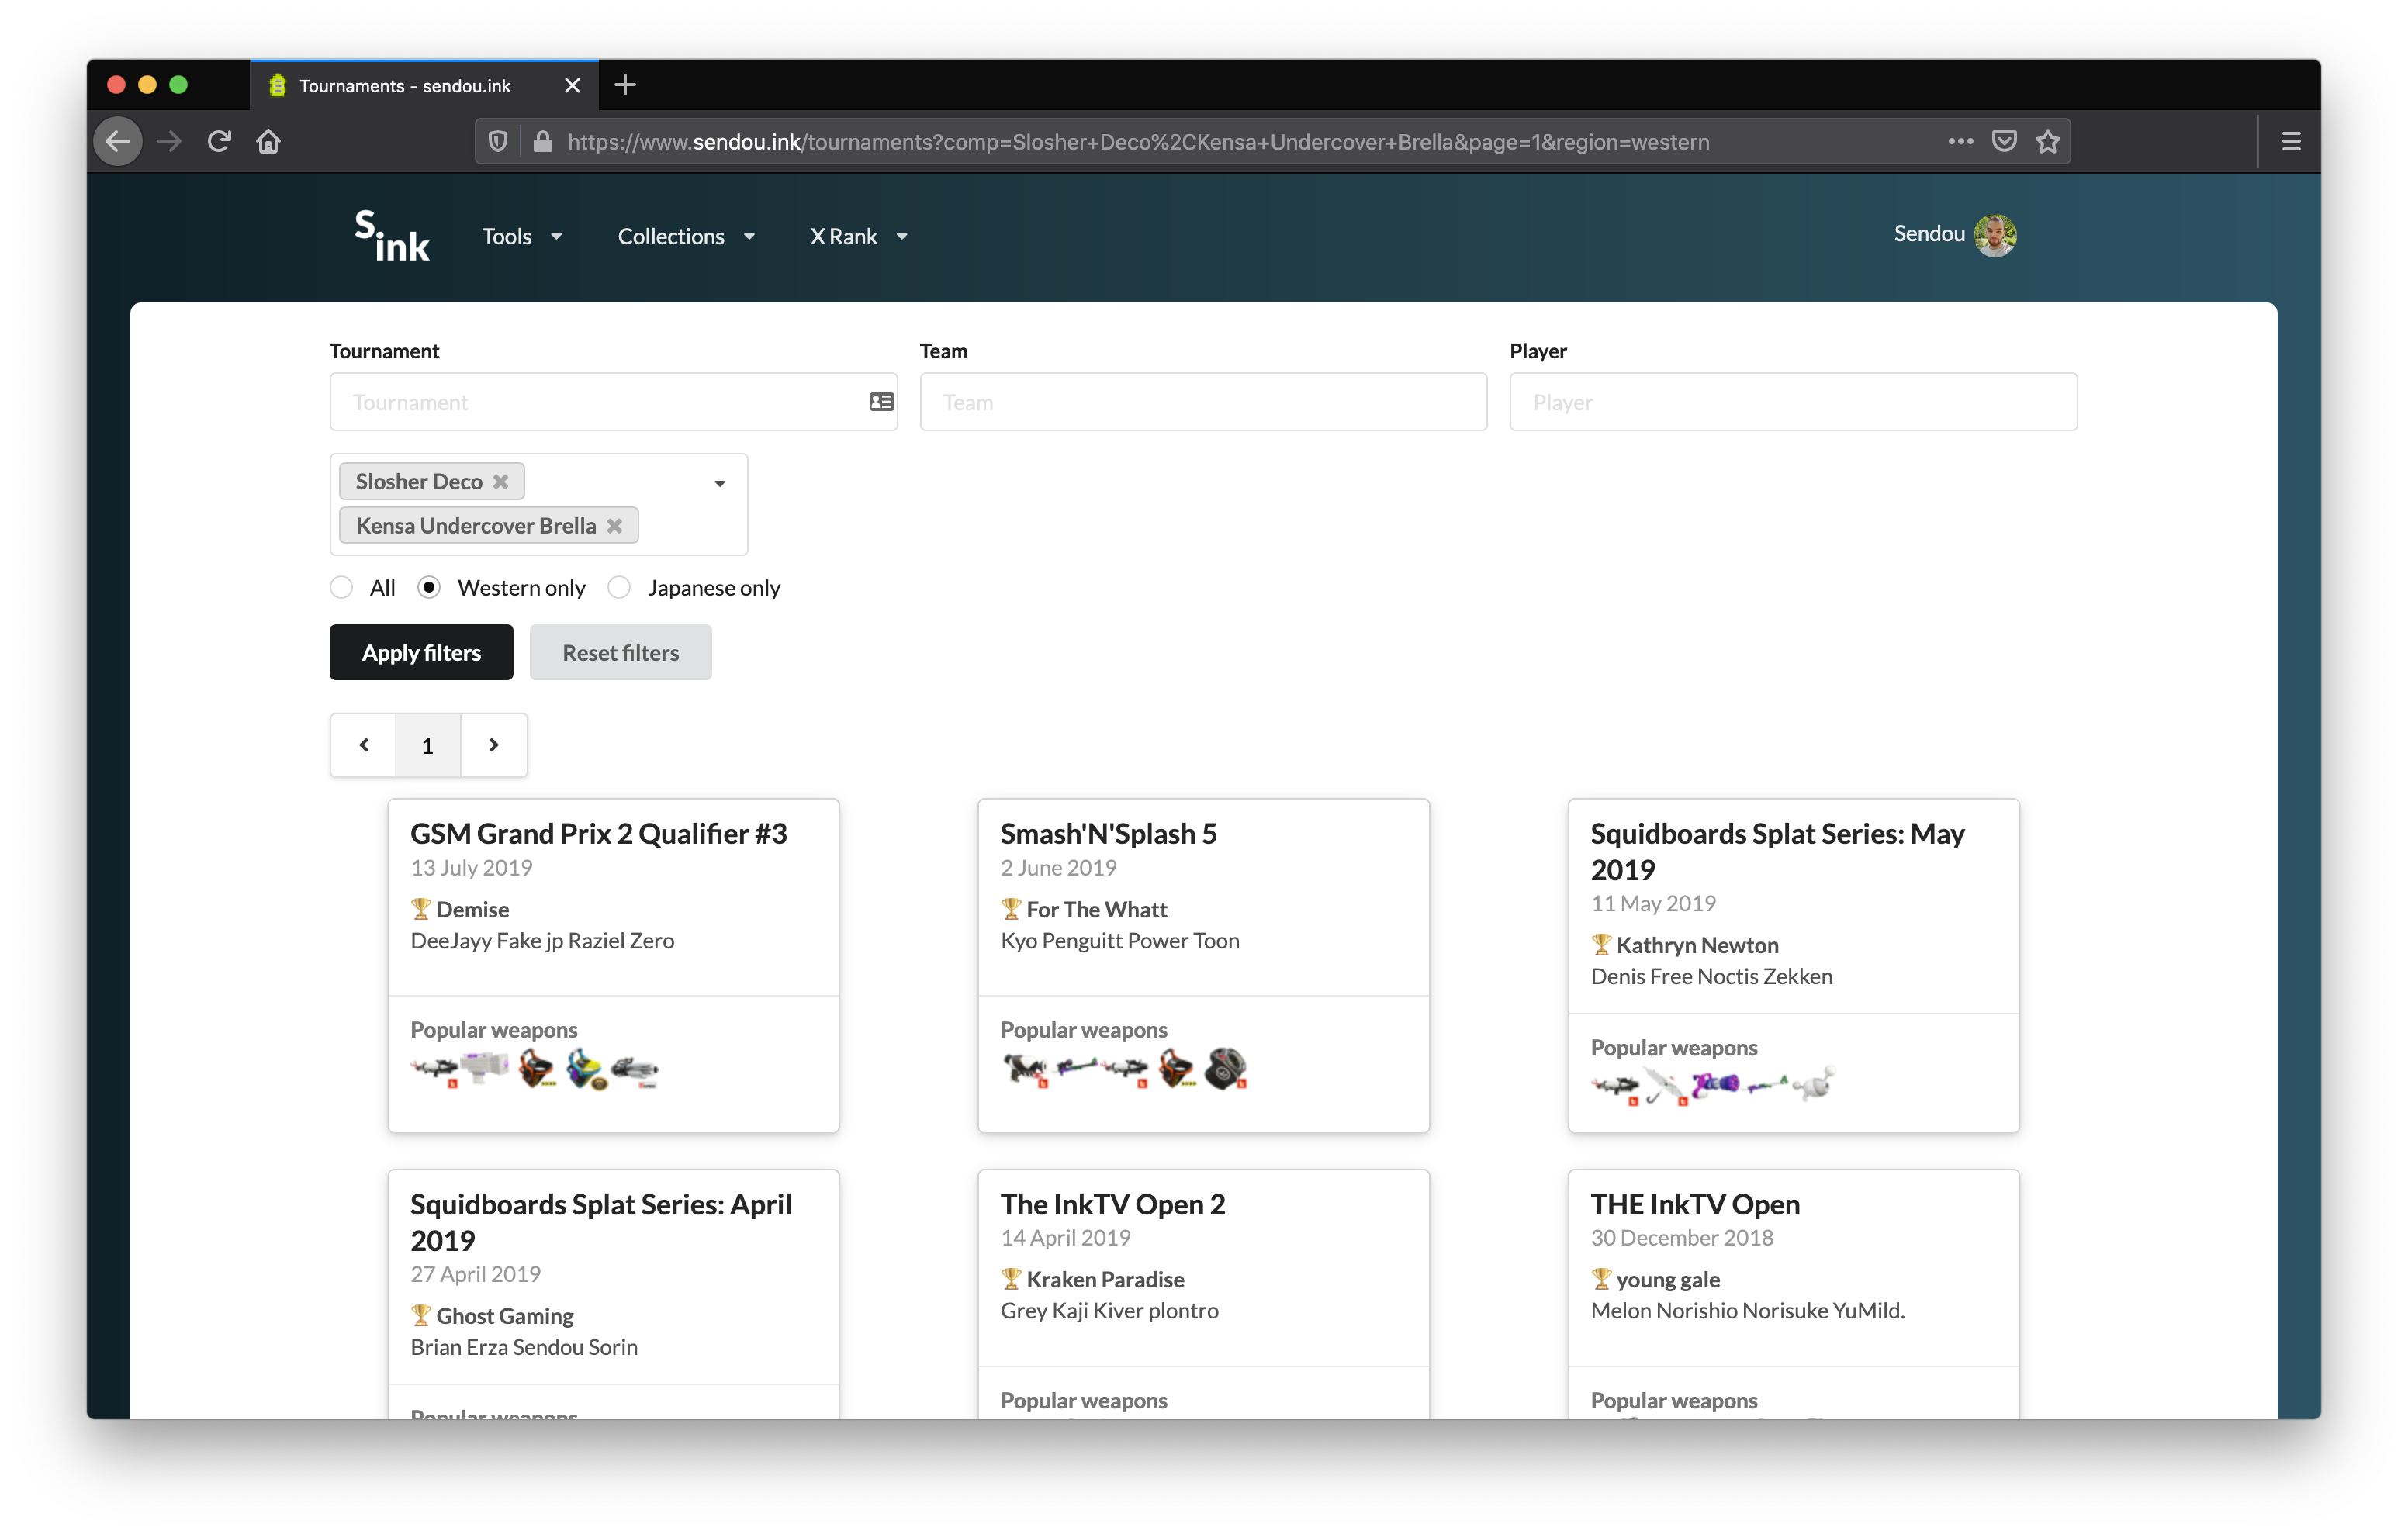 Tournaments - sendou.ink
https://www.sendou.ink/tournaments?comp=Slosher+Deco%2CKensa+Undercover+Brella&page=1&region=western
S.ink
Tools
Collections
X Rank
Sendou
Tournament
Team
Player
Tournament
Team
Player
Slosher Deco
Kensa Undercover Brella
All
Western only
Japanese only
Apply filters
Reset filters
1
GSM Grand Prix 2 Qualifier #3
13 July 2019
Demise
DeeJayy Fake jp Raziel Zero
Popular weapons
Smash'N'Splash 5
2 June 2019
For The Whatt
Kyo Penguitt Power Toon
Popular weapons
Squidboards Splat Series: May
2019
11 May 2019
Kathryn Newton
Denis Free Noctis Zekken
Popular weapons
Squidboards Splat Series: April
2019
27 April 2019
Ghost Gaming
Brian Erza Sendou Sorin
Popular weapons
The InkTV Open 2
14 April 2019
Kraken Paradise
Grey Kaji Kiver plontro
Popular weapons
THE InkTV Open
30 December 2018
young gale
Melon Norishio Norisuke YuMild.
Popular weapons